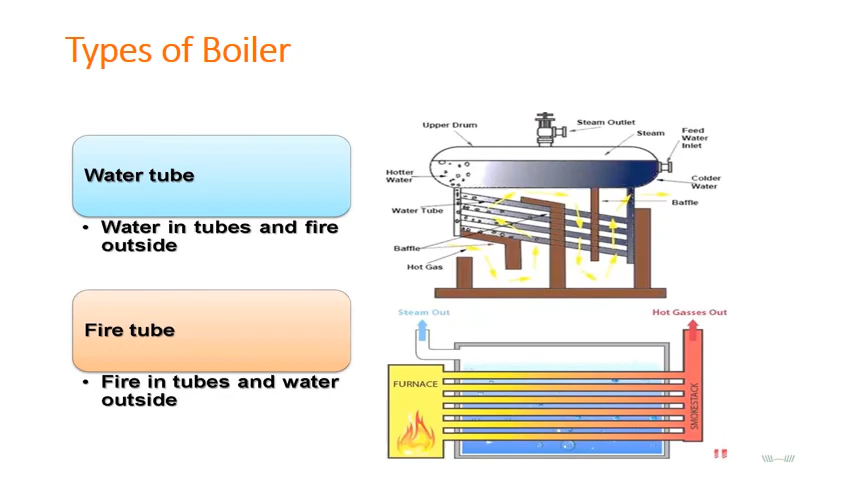 Types of Boiler
Water tube
• Water in tubes and fire
outside
Fire tube
• Fire in tubes and water
outside
Upper Drum
Steam Outlet
Steam
Feed
Water
Inlet
Hotter
Water
Colder
Water
Water Tube
Baffle
Baffle
Hot Gas
Steam Out
Hot Gasses Out
FURNACE
SMOKESTACK